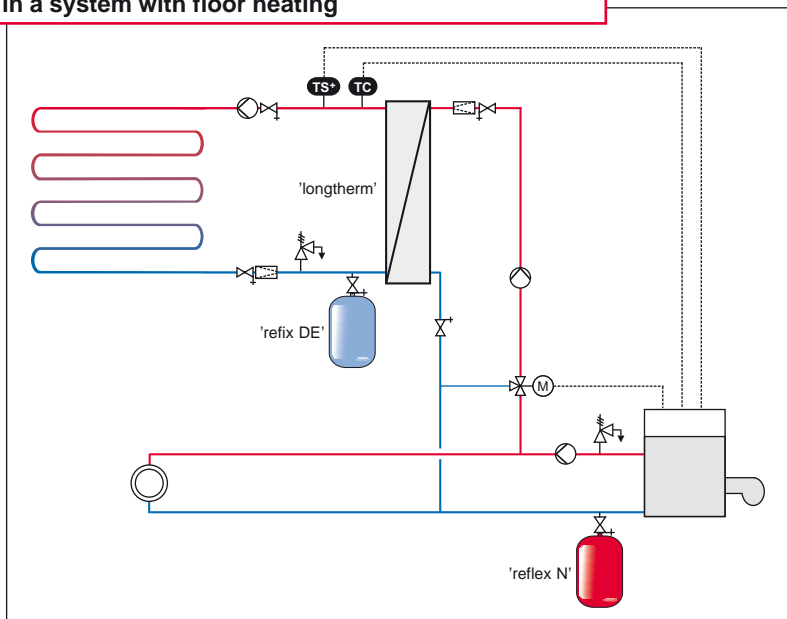 in a system with floor heating
TS+ TC
'longtherm'
'refix DE'
M
'reflex N'